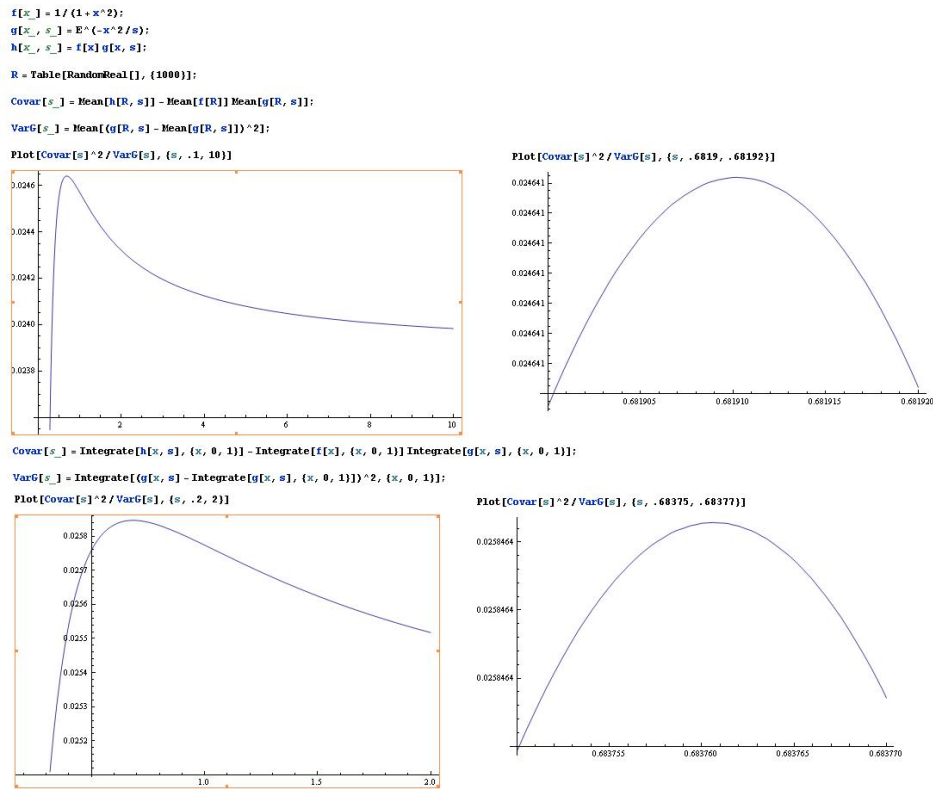 f[x_] = 1/(1+x^2);
g[x_, s_] = E^(-x^2/s);
h[x_, s_] = f[x] g[x, s];
R = Table[RandomReal[], {1000}];
Covar[s_] = Mean[h[R, s]] - Mean[f[R]] Mean[g[R, s]];
VarG[s_] = Mean[(g[R, s] - Mean[g[R, s]])^2];
Plot[Covar[s]^2/VarG[s], {s, .1, 10}]
0.0246
0.0244
0.0242
0.0240
0.0238
2 4 6 8 10
Plot[Covar[s]^2/VarG[s], {s, .6819, .68192}]
0.024641
0.024641
0.024641
0.024641
0.024641
0.024641
0.024641
0.681905 0.681910 0.681915 0.681920
Covar[s_] = Integrate[h[x, s], {x, 0, 1}] - Integrate[f[x], {x, 0, 1}] Integrate[g[x, s], {x, 0, 1}];
VarG[s_] = Integrate[(g[x, s] - Integrate[g[x, s], {x, 0, 1}])^2, {x, 0, 1}];
Plot[Covar[s]^2/VarG[s], {s, .2, 2}]
0.0258
0.0257
0.0256
0.0255
0.0254
0.0253
0.0252
1.0 1.5 2.0
Plot[Covar[s]^2/VarG[s], {s, .68375, .68377}]
0.0258464
0.0258464
0.0258464
0.683755 0.683760 0.683765 0.683770